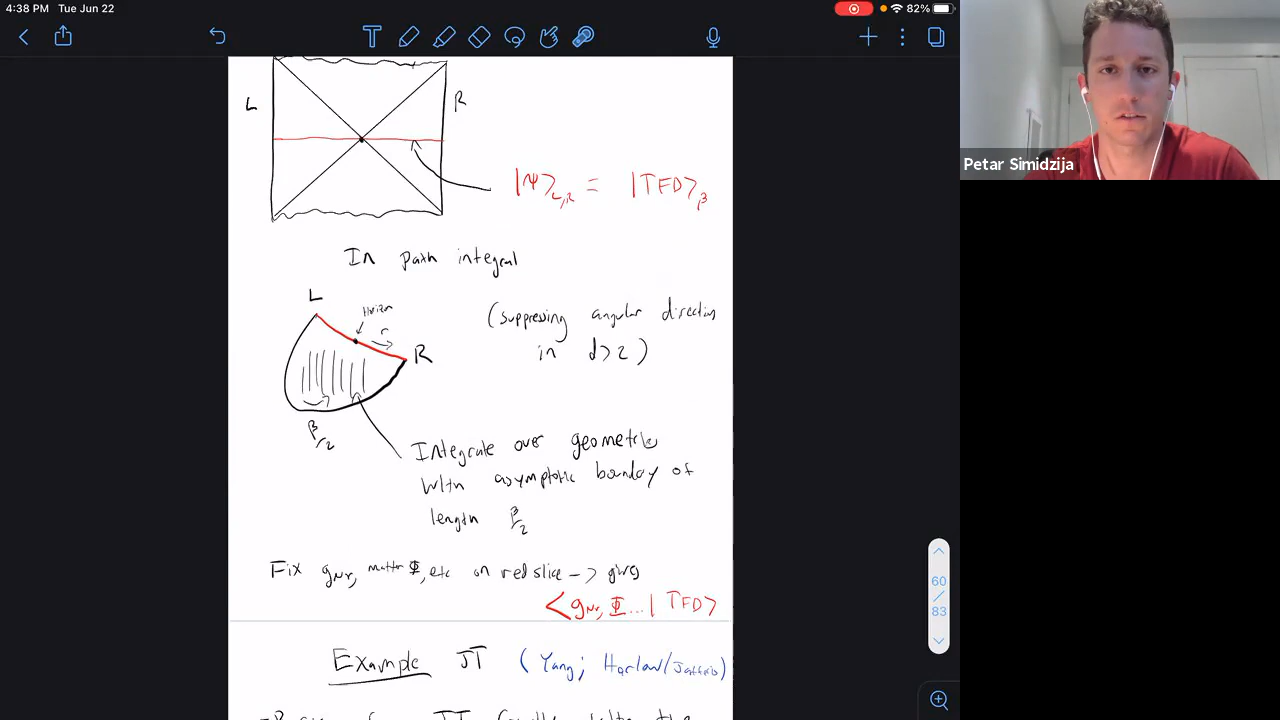 4:38 PM Tue Jun 22
82%
L
R
|Ψ⟩L,R = |TFD⟩β
In path integral
L
Horizon
r
R
(suppressing angular direction
in d>2)
β/2
Integrate over geometries
with asymptotic boundary of
length β/2
Fix gμν, matter Φ, etc on red slice → gives
<gμν, Φ...| TFD>
Example JT (Yang; Harlow/Jafferis)
60
/
83
Petar Simidzija